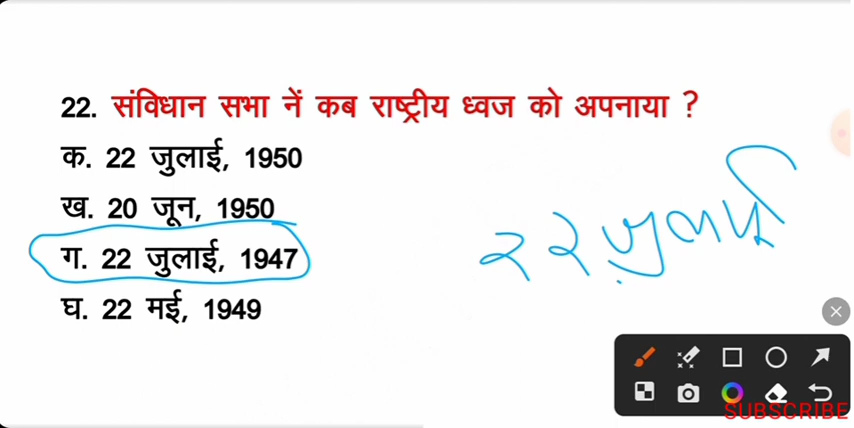 22. संविधान सभा नें कब राष्ट्रीय ध्वज को अपनाया ?
क. 22 जुलाई, 1950
ख. 20 जून, 1950
ग. 22 जुलाई, 1947
घ. 22 मई, 1949
२२ जुलाई
SUBSCRIBE